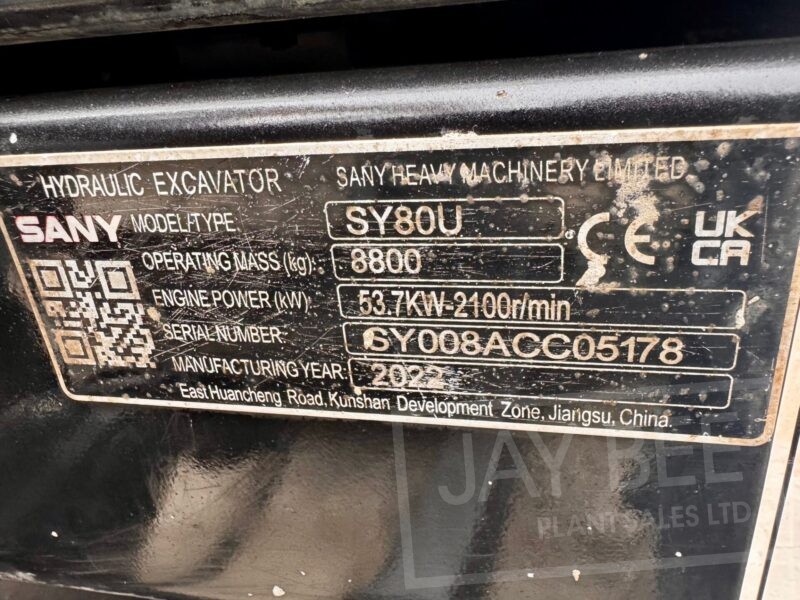 HYDRAULIC EXCAVATOR SANY HEAVY MACHINERY LIMITED
SANY MODEL/TYPE SY80U CE UK CA
OPERATING MASS (kg): 8800
ENGINE POWER (kW): 53.7KW-2100r/min
SERIAL NUMBER: SY008ACC05178
MANUFACTURING YEAR: 2022
East Huancheng Road, Kunshan Development Zone, Jiangsu, China.
JAY BEE
PLANT SALES LTD